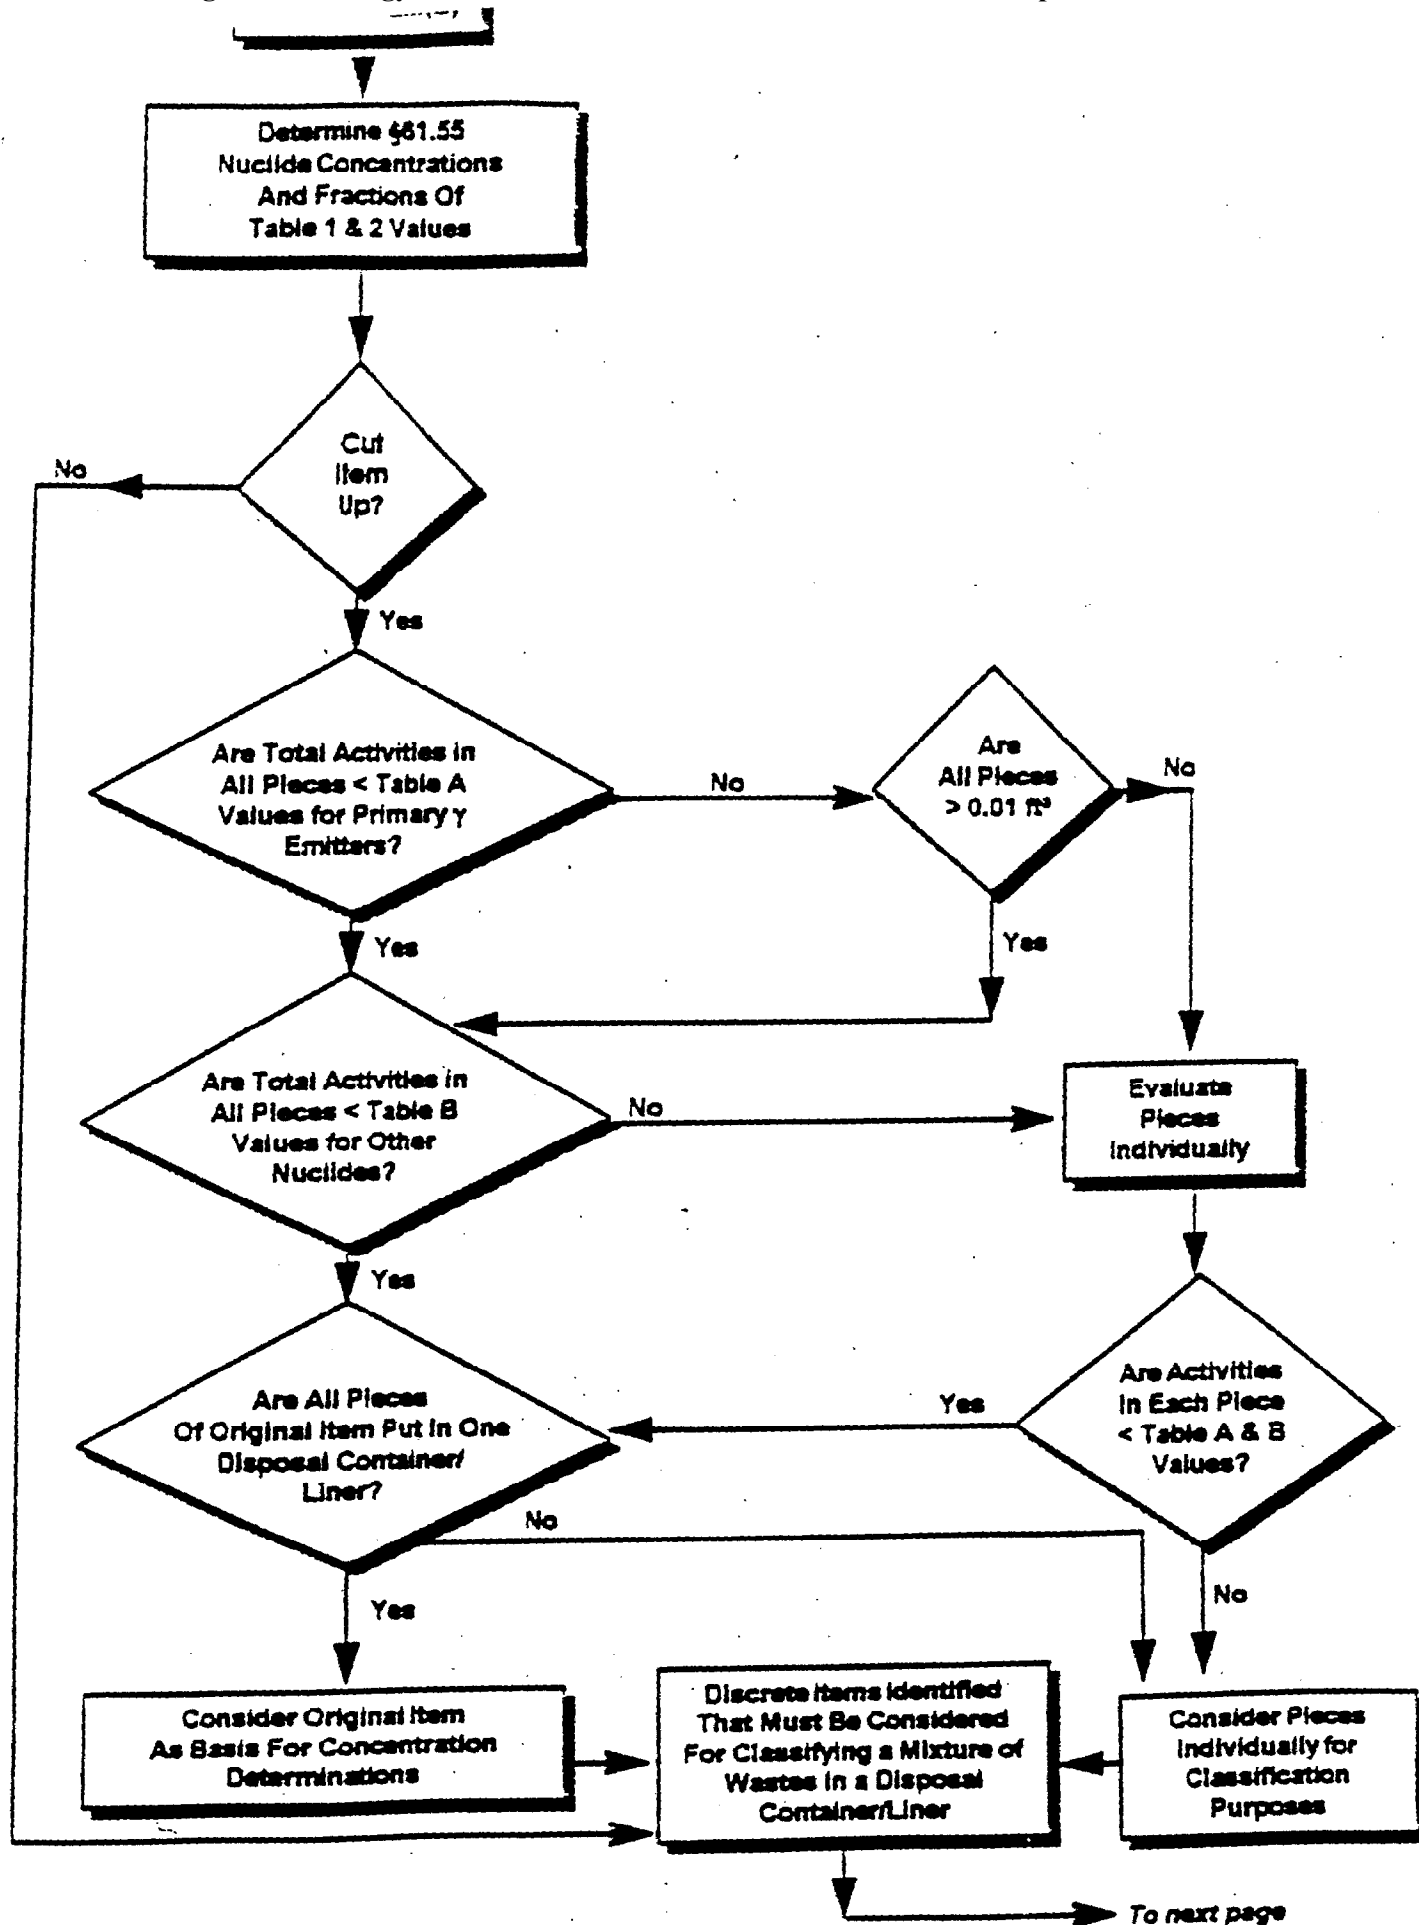 Determine §61.55
Nuclide Concentrations
And Fractions Of
Table 1 & 2 Values
Cut
Item
Up?
No
Yes
Are Total Activities in
All Pieces < Table A
Values for Primary γ
Emitters?
No
Are
All Pieces
> 0.01 ft³
No
Yes
Yes
Are Total Activities in
All Pieces < Table B
Values for Other
Nuclides?
No
Evaluate
Pieces
Individually
Yes
Are All Pieces
Of Original Item Put In One
Disposal Container/
Liner?
Yes
Are Activities
In Each Piece
< Table A & B
Values?
No
Yes
No
Consider Original Item
As Basis For Concentration
Determinations
Discrete Items Identified
That Must Be Considered
For Classifying a Mixture of
Wastes in a Disposal
Container/Liner
Consider Pieces
Individually for
Classification
Purposes
To next page